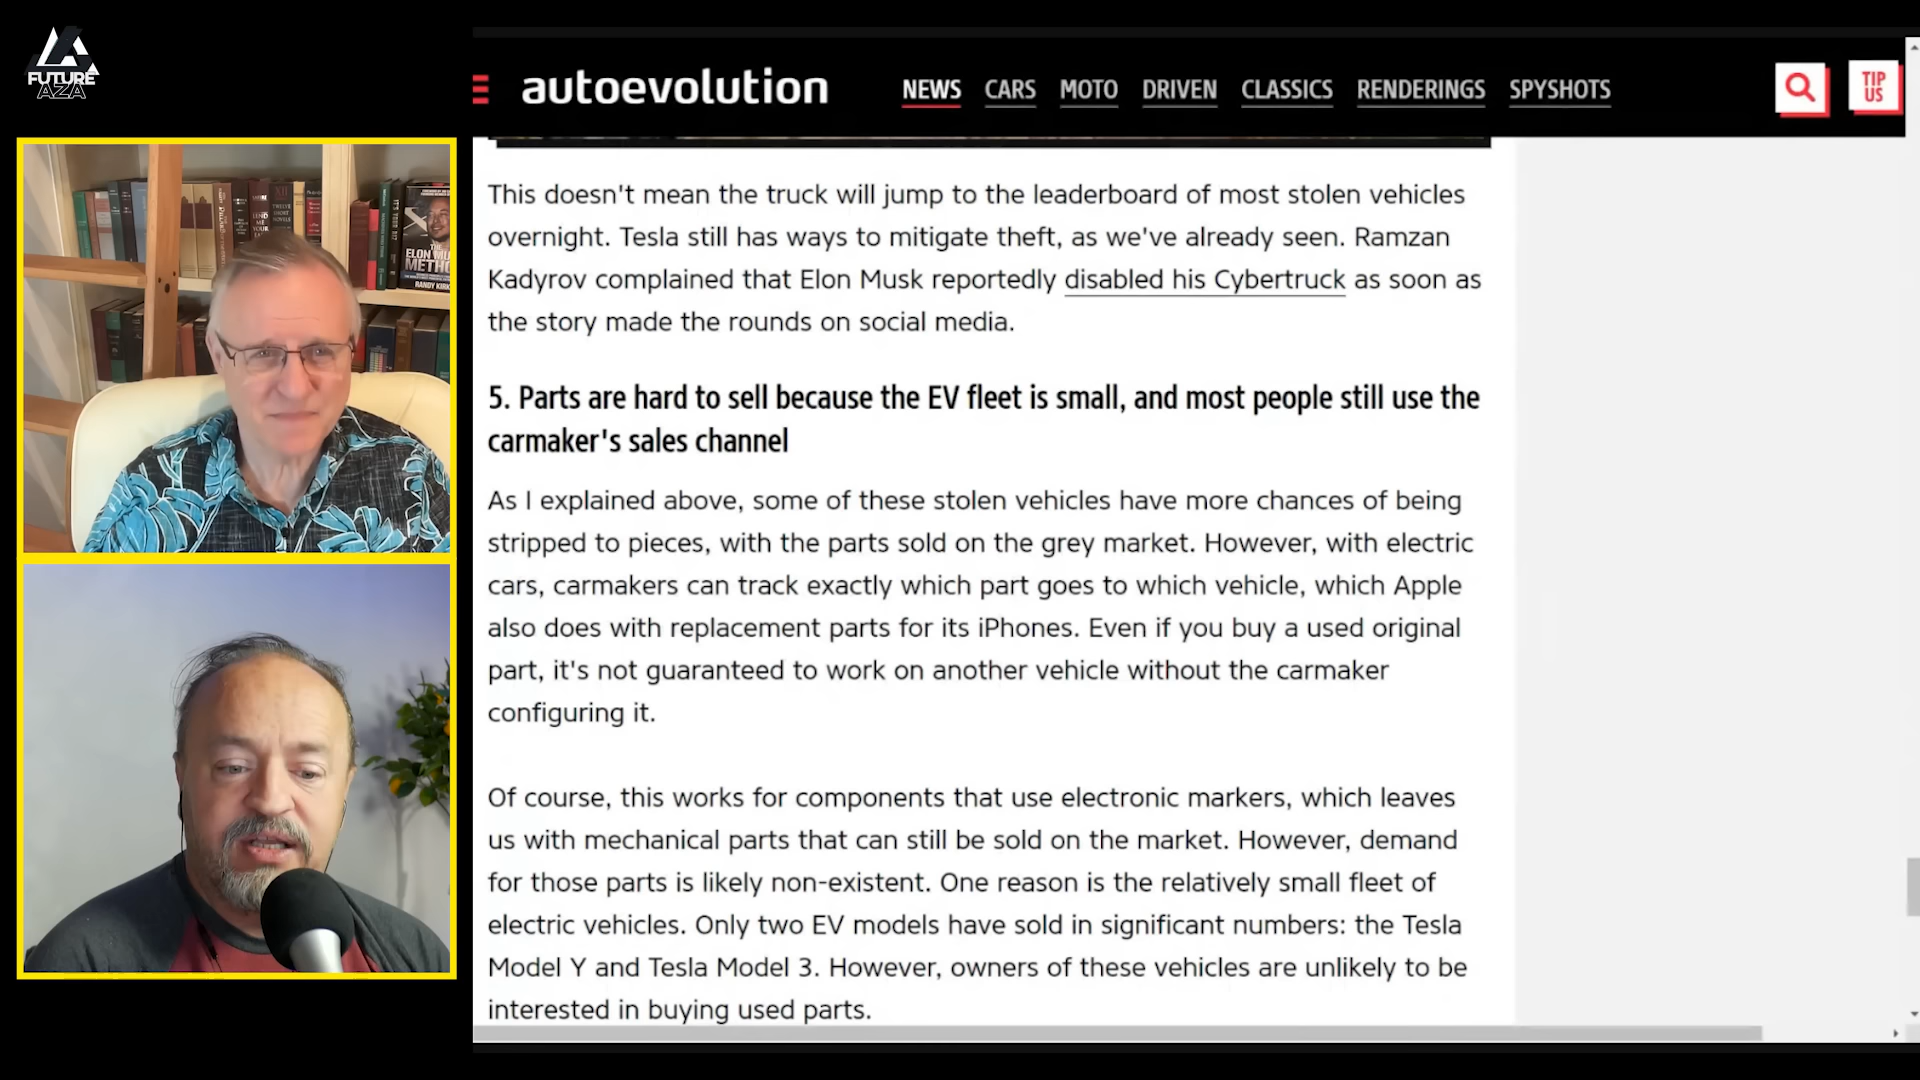 FUTURE
AZA
autoevolution
NEWS CARS MOTO DRIVEN CLASSICS RENDERINGS SPYSHOTS
TIP
US
THE
ELON MU
METHO
RANDY KIRK
This doesn't mean the truck will jump to the leaderboard of most stolen vehicles
overnight. Tesla still has ways to mitigate theft, as we've already seen. Ramzan
Kadyrov complained that Elon Musk reportedly disabled his Cybertruck as soon as
the story made the rounds on social media.
5. Parts are hard to sell because the EV fleet is small, and most people still use the
carmaker's sales channel
As I explained above, some of these stolen vehicles have more chances of being
stripped to pieces, with the parts sold on the grey market. However, with electric
cars, carmakers can track exactly which part goes to which vehicle, which Apple
also does with replacement parts for its iPhones. Even if you buy a used original
part, it's not guaranteed to work on another vehicle without the carmaker
configuring it.
Of course, this works for components that use electronic markers, which leaves
us with mechanical parts that can still be sold on the market. However, demand
for those parts is likely non-existent. One reason is the relatively small fleet of
electric vehicles. Only two EV models have sold in significant numbers: the Tesla
Model Y and Tesla Model 3. However, owners of these vehicles are unlikely to be
interested in buying used parts.